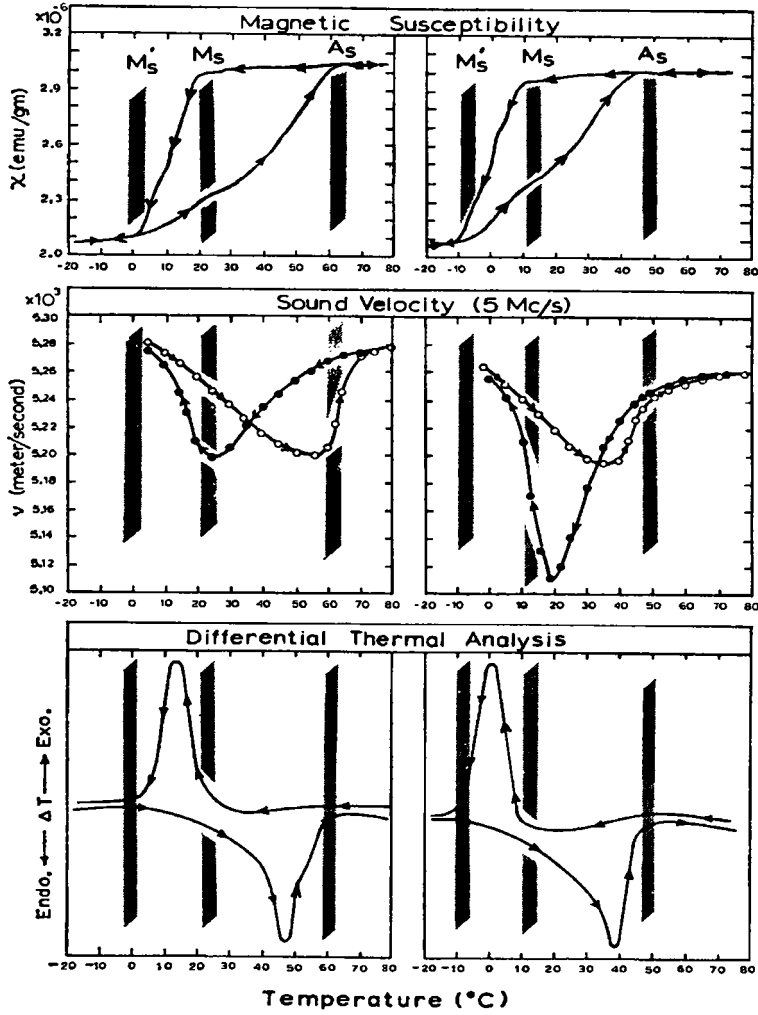 ×10⁻⁶ Magnetic Susceptibility
3.2
2.9
2.6
2.3
2.0
χ (emu/gm)
Ms' Ms As
Ms' Ms As
-20 -10 0 10 20 30 40 50 60 70 80
-20 -10 0 10 20 30 40 50 60 70 80
×10³ Sound Velocity (5 Mc/s)
5.30
5.28
5.26
5.22
5.20
5.18
5.14
5.12
5.10
ν (meter/second)
-20 -10 0 10 20 30 40 50 60 70 80
-20 -10 0 10 20 30 40 50 60 70 80
Differential Thermal Analysis
Endo. ← ΔT → Exo.
-20 -10 0 10 20 30 40 50 60 70 80
-20 -10 0 10 20 30 40 50 60 70 80
Temperature (°C)